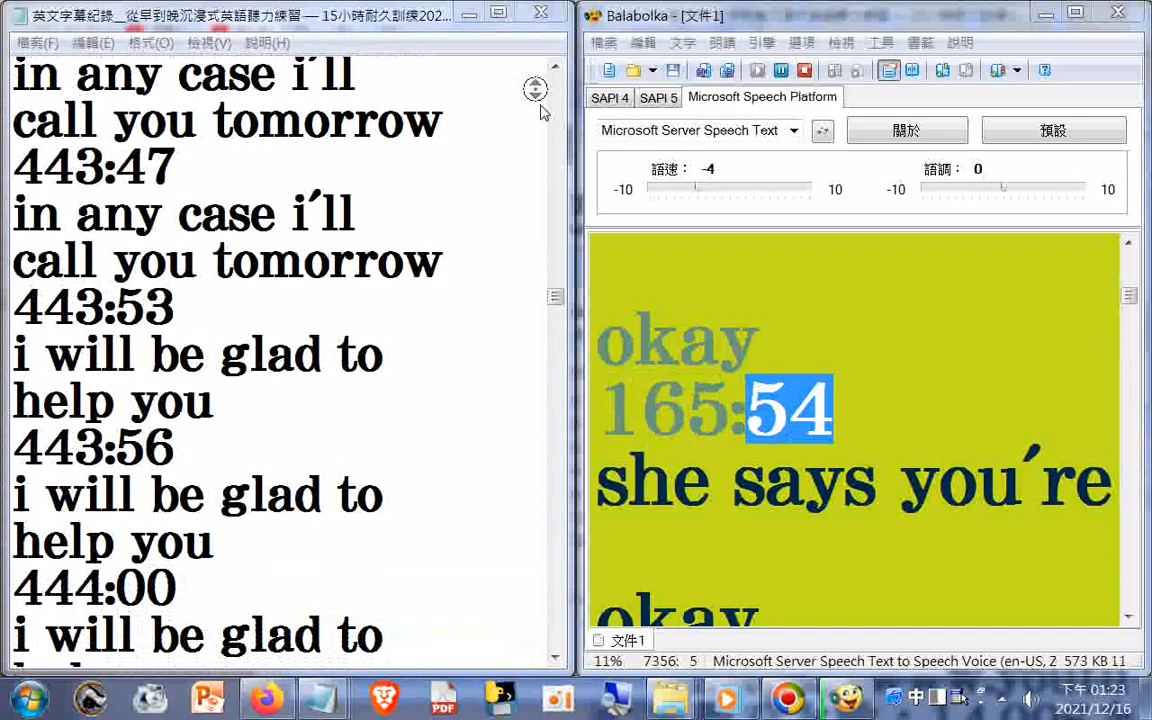 英文字幕紀錄__從早到晚沉浸式英語聽力練習 — 15小時耐久訓練202...
檔案(F) 編輯(E) 格式(O) 檢視(V) 說明(H)
in any case i'll
call you tomorrow
443:47
in any case i'll
call you tomorrow
443:53
i will be glad to
help you
443:56
i will be glad to
help you
444:00
i will be glad to
Balabolka - [文件1]
檔案 編輯 文字 朗讀 引擎 選項 檢視 工具 書籤 說明
SAPI 4 SAPI 5 Microsoft Speech Platform
Microsoft Server Speech Text 關於 預設
語速： -4 語調： 0
-10 10 -10 10
okay
165:54
she says you're
okay
文件1
11% 7356: 5 Microsoft Server Speech Text to Speech Voice (en-US, Z 573 KB 11
中 下午 01:23
2021/12/16